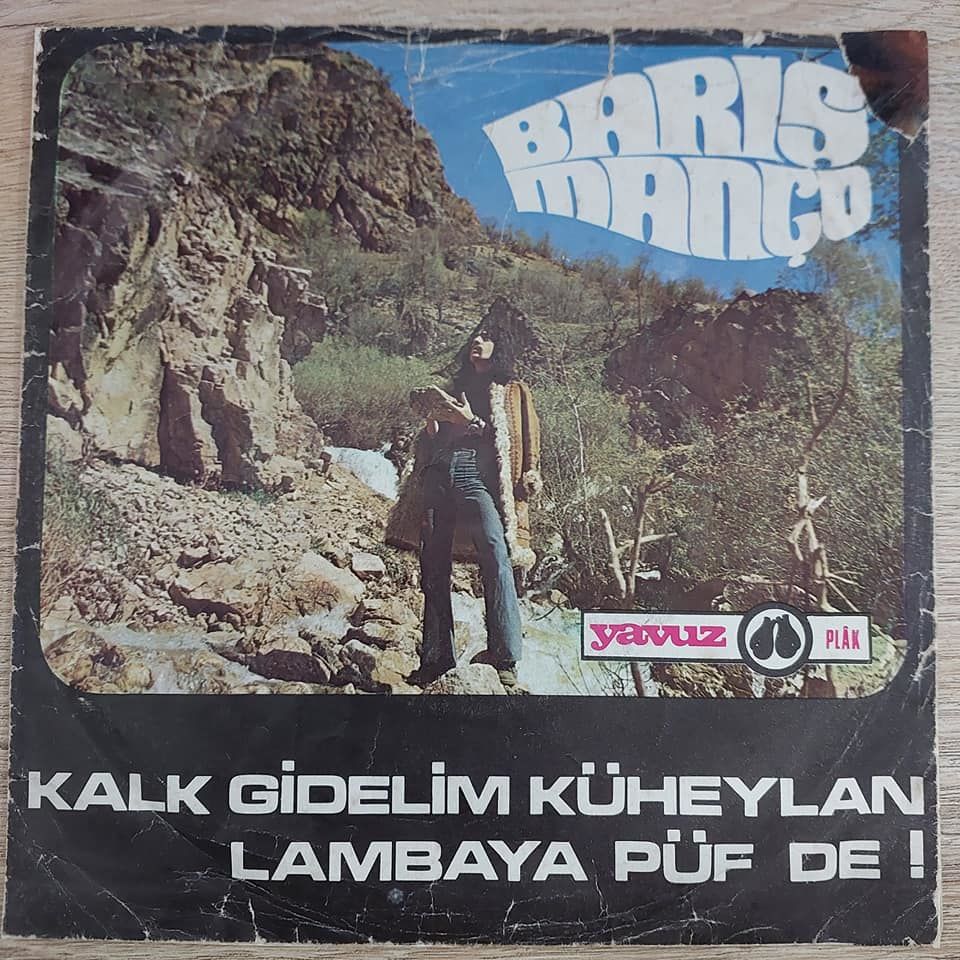 BARIŞ
MANÇO
yavuz PLÂK
KALK GİDELİM KÜHEYLAN
LAMBAYA PÜF DE !